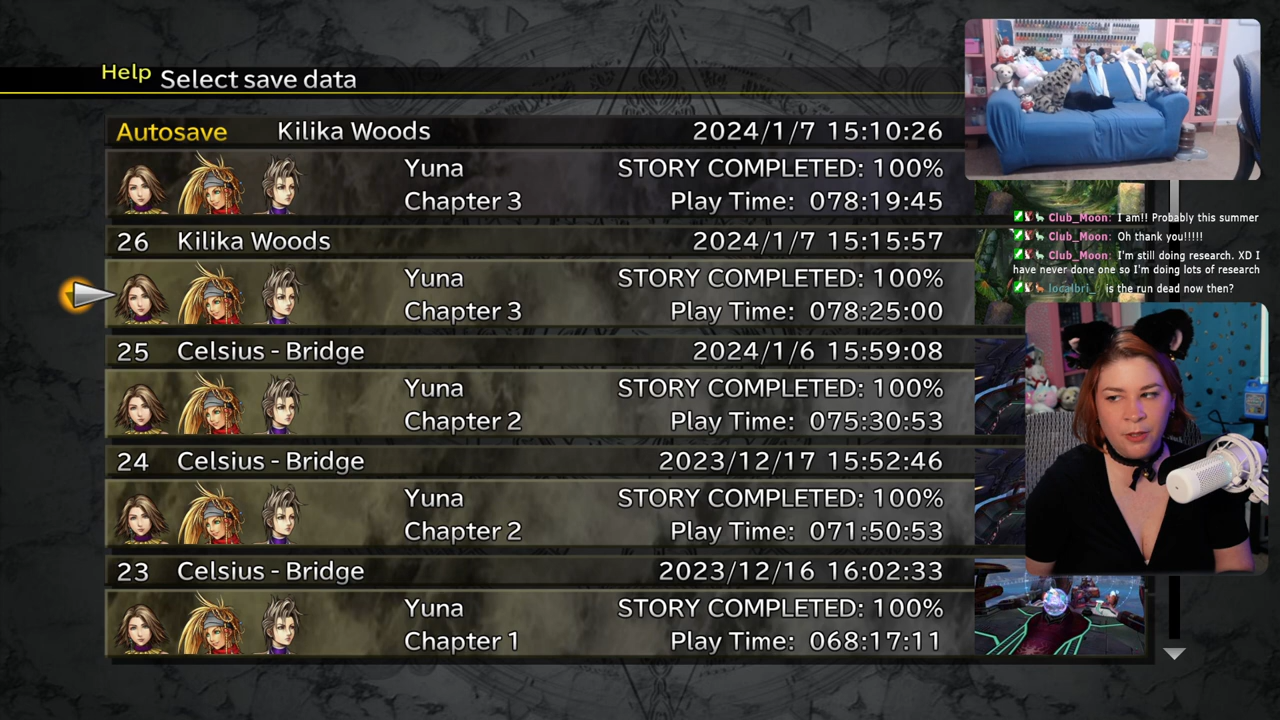 Help Select save data
Autosave Kilika Woods 2024/1/7 15:10:26
Yuna STORY COMPLETED: 100%
Chapter 3 Play Time: 078:19:45
26 Kilika Woods 2024/1/7 15:15:57
Yuna STORY COMPLETED: 100%
Chapter 3 Play Time: 078:25:00
25 Celsius - Bridge 2024/1/6 15:59:08
Yuna STORY COMPLETED: 100%
Chapter 2 Play Time: 075:30:53
24 Celsius - Bridge 2023/12/17 15:52:46
Yuna STORY COMPLETED: 100%
Chapter 2 Play Time: 071:50:53
23 Celsius - Bridge 2023/12/16 16:02:33
Yuna STORY COMPLETED: 100%
Chapter 1 Play Time: 068:17:11
Club_Moon: I am!! Probably this summer
Club_Moon: Oh thank you!!!!!
Club_Moon: I'm still doing research. XD I
have never done one so I'm doing lots of research
localbri_: is the run dead now then?